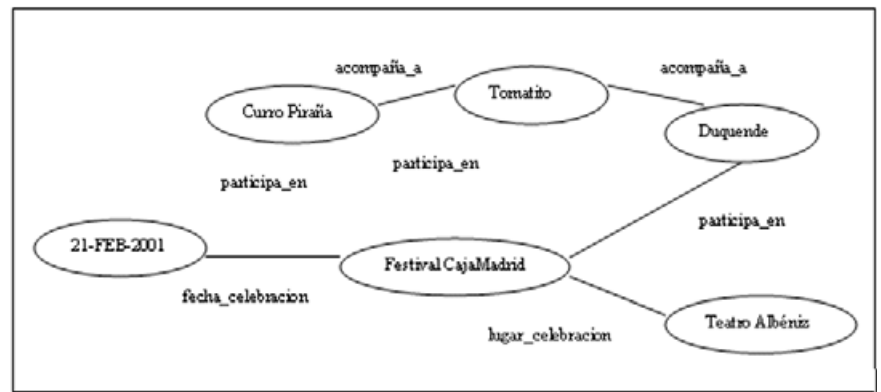 acompaña_a
acompaña_a
Tomatito
Curro Piraña
Duquende
participa_en
participa_en
participa_en
21-FEB-2001
Festival CajaMadrid
fecha_celebracion
Teatro Albéniz
lugar_celebracion